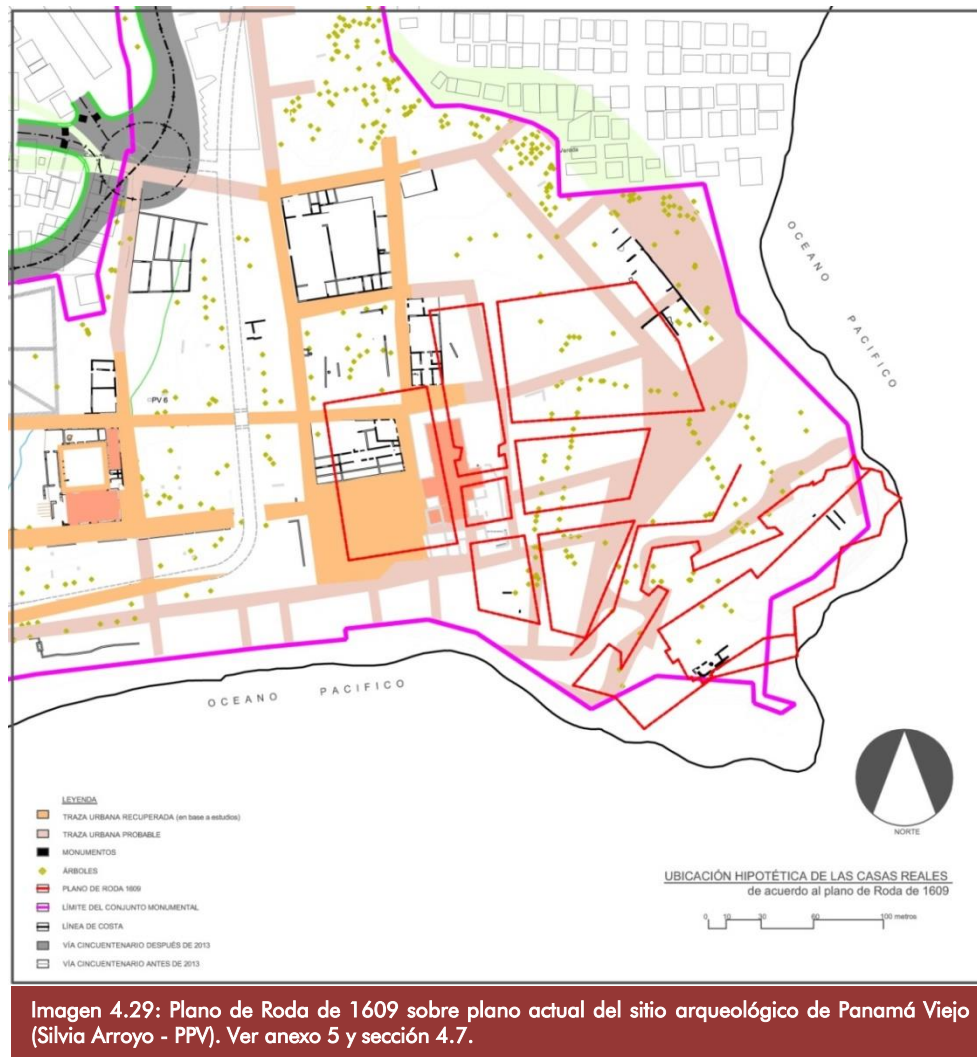 Varela
OCEANO PACIFICO
PV 6
OCEANO PACIFICO
NORTE
LEYENDA
TRAZA URBANA RECUPERADA (en base a estudios)
TRAZA URBANA PROBABLE
MONUMENTOS
ÁRBOLES
PLANO DE RODA 1609
LÍMITE DEL CONJUNTO MONUMENTAL
LÍNEA DE COSTA
VÍA CINCUENTENARIO DESPUÉS DE 2013
VÍA CINCUENTENARIO ANTES DE 2013
UBICACIÓN HIPOTÉTICA DE LAS CASAS REALES
de acuerdo al plano de Roda de 1609
0 10 30 60 100 metros
Imagen 4.29: Plano de Roda de 1609 sobre plano actual del sitio arqueológico de Panamá Viejo
(Silvia Arroyo - PPV). Ver anexo 5 y sección 4.7.